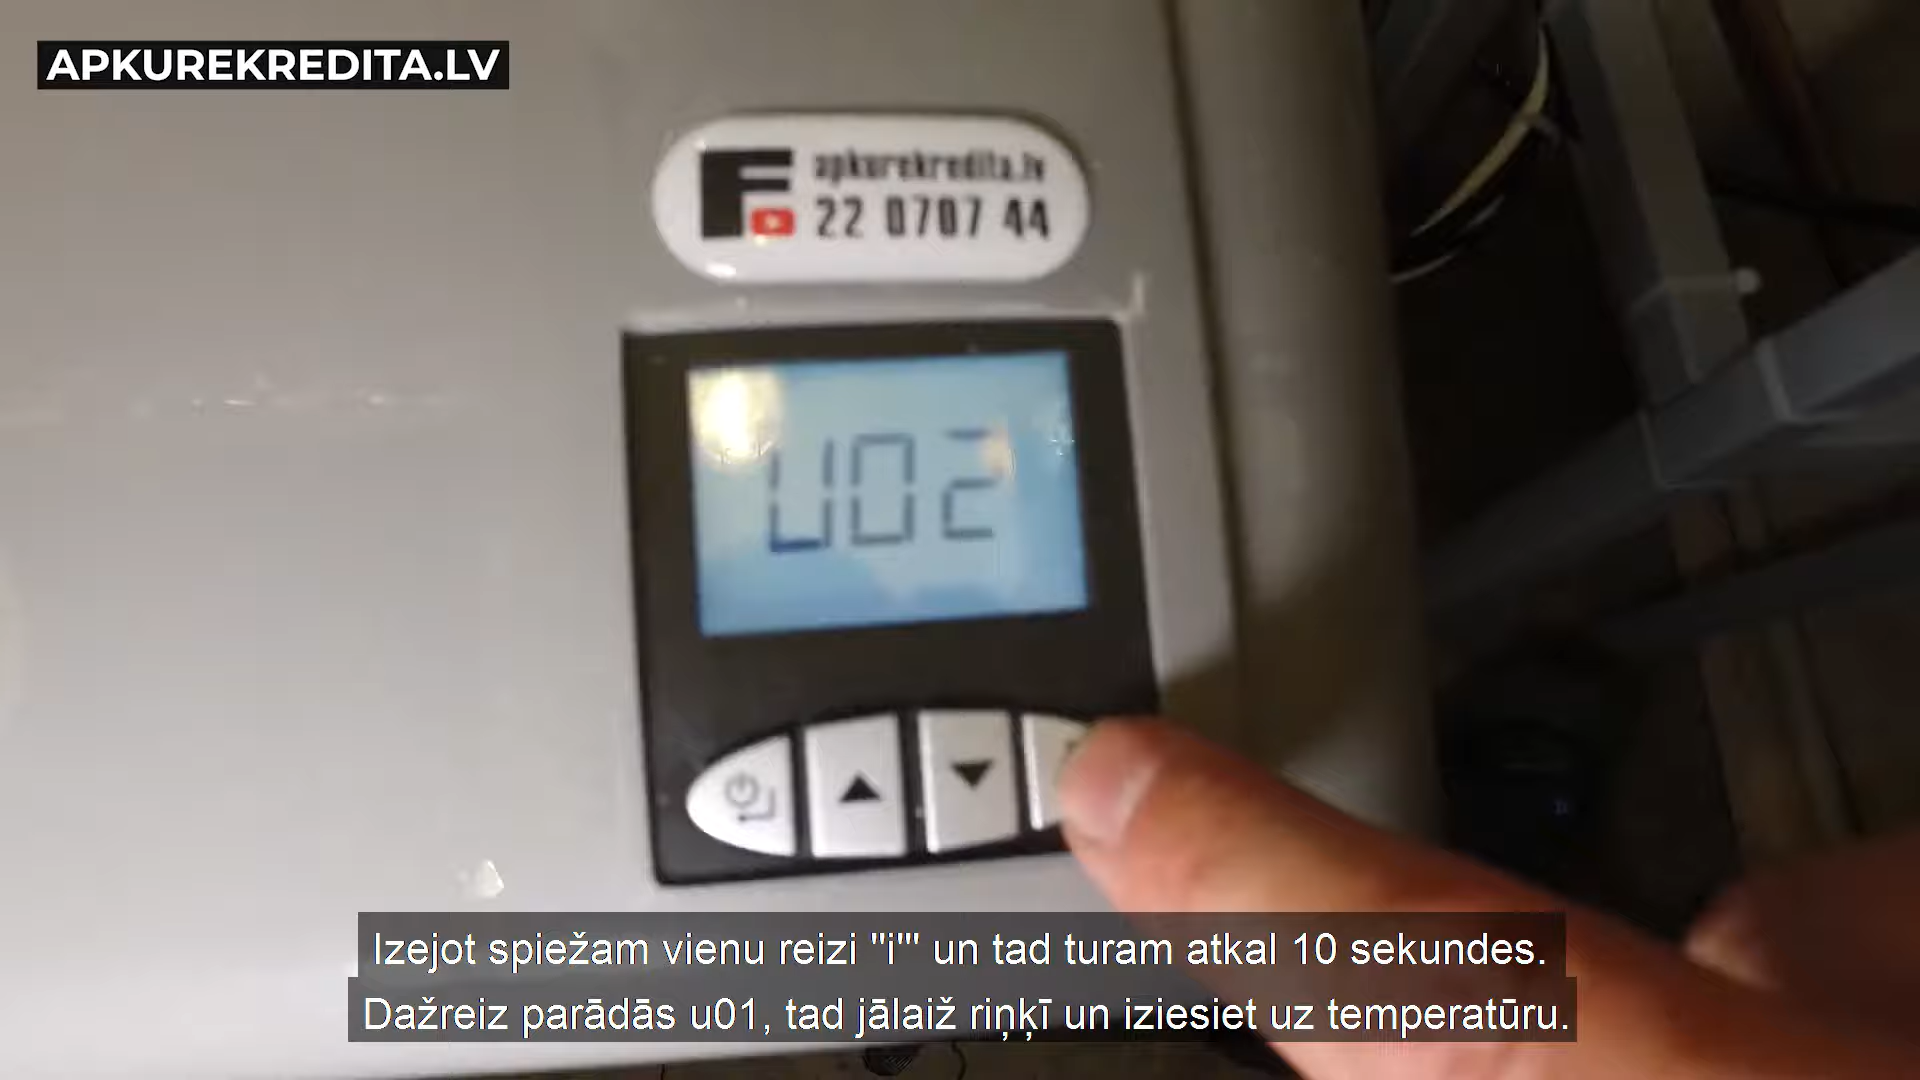 APKUREKREDITA.LV
apkurekredita.lv
22 0707 44
U02
Izejot spiežam vienu reizi "i"' un tad turam atkal 10 sekundes.
Dažreiz parādās u01, tad jālaiž riņķī un iziesiet uz temperatūru.